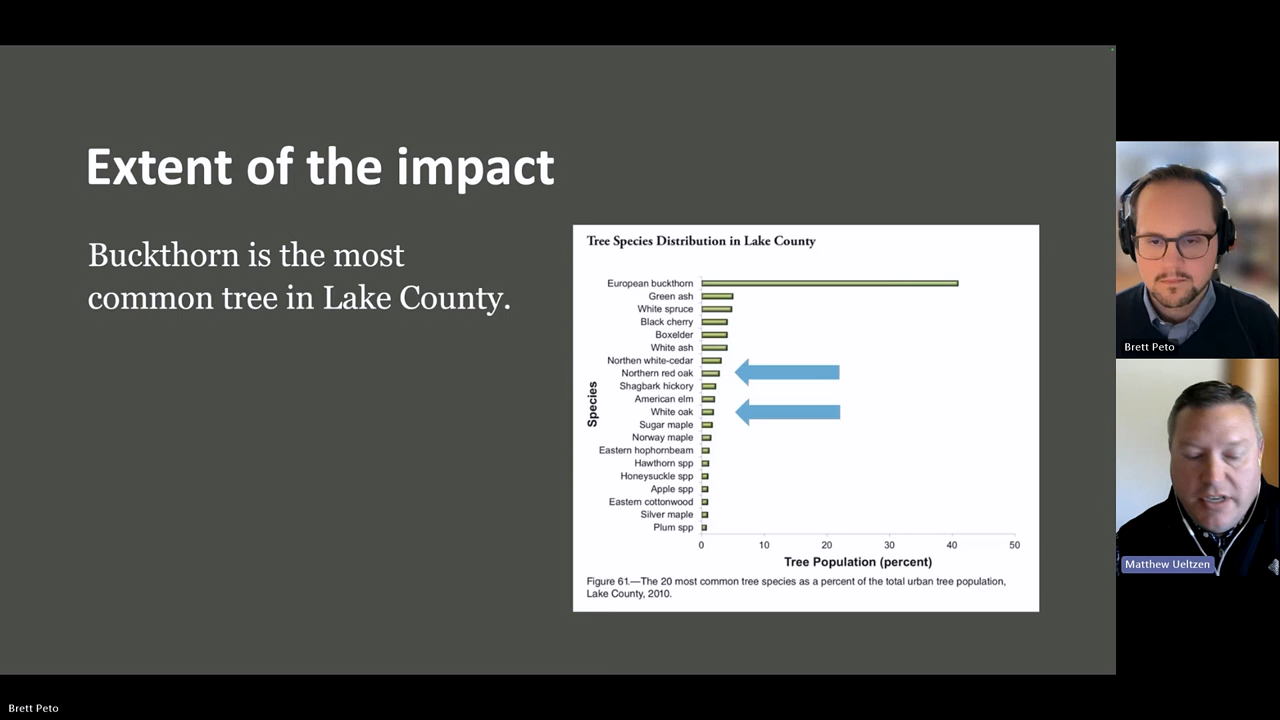 Extent of the impact
Buckthorn is the most
common tree in Lake County.
Tree Species Distribution in Lake County
Species
European buckthorn
Green ash
White spruce
Black cherry
Boxelder
White ash
Northen white-cedar
Northern red oak
Shagbark hickory
American elm
White oak
Sugar maple
Norway maple
Eastern hophornbeam
Hawthorn spp
Honeysuckle spp
Apple spp
Eastern cottonwood
Silver maple
Plum spp
0 10 20 30 40 50
Tree Population (percent)
Figure 61.—The 20 most common tree species as a percent of the total urban tree population,
Lake County, 2010.
Brett Peto
Matthew Ueltzen
Brett Peto